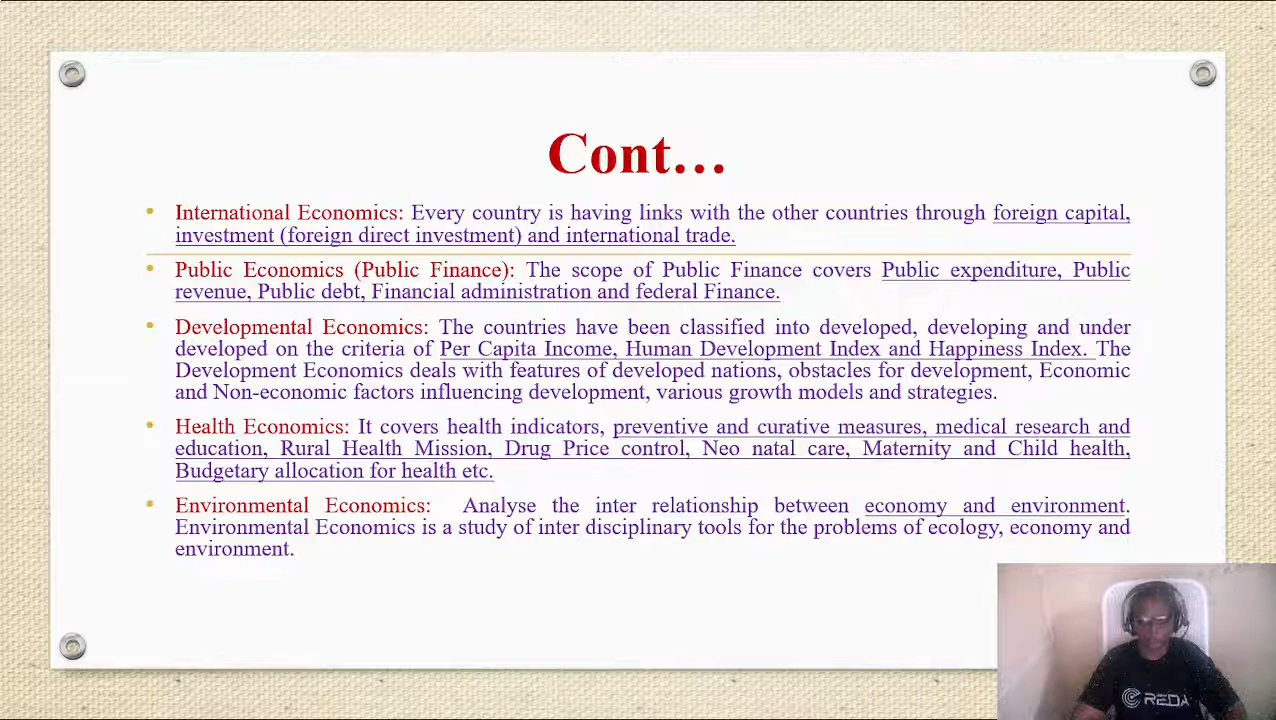 Cont…
• International Economics: Every country is having links with the other countries through foreign capital,
investment (foreign direct investment) and international trade.
• Public Economics (Public Finance): The scope of Public Finance covers Public expenditure, Public
revenue, Public debt, Financial administration and federal Finance.
• Developmental Economics: The countries have been classified into developed, developing and under
developed on the criteria of Per Capita Income, Human Development Index and Happiness Index. The
Development Economics deals with features of developed nations, obstacles for development, Economic
and Non-economic factors influencing development, various growth models and strategies.
• Health Economics: It covers health indicators, preventive and curative measures, medical research and
education, Rural Health Mission, Drug Price control, Neo natal care, Maternity and Child health,
Budgetary allocation for health etc.
• Environmental Economics: Analyse the inter relationship between economy and environment.
Environmental Economics is a study of inter disciplinary tools for the problems of ecology, economy and
environment.
REDA